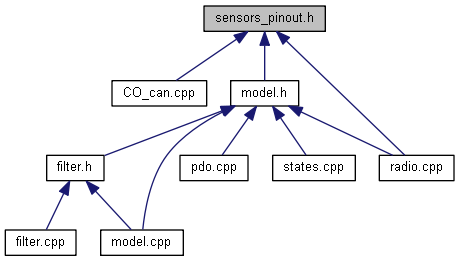 sensors_pinout.h
CO_can.cpp
model.h
filter.h
pdo.cpp
states.cpp
radio.cpp
filter.cpp
model.cpp